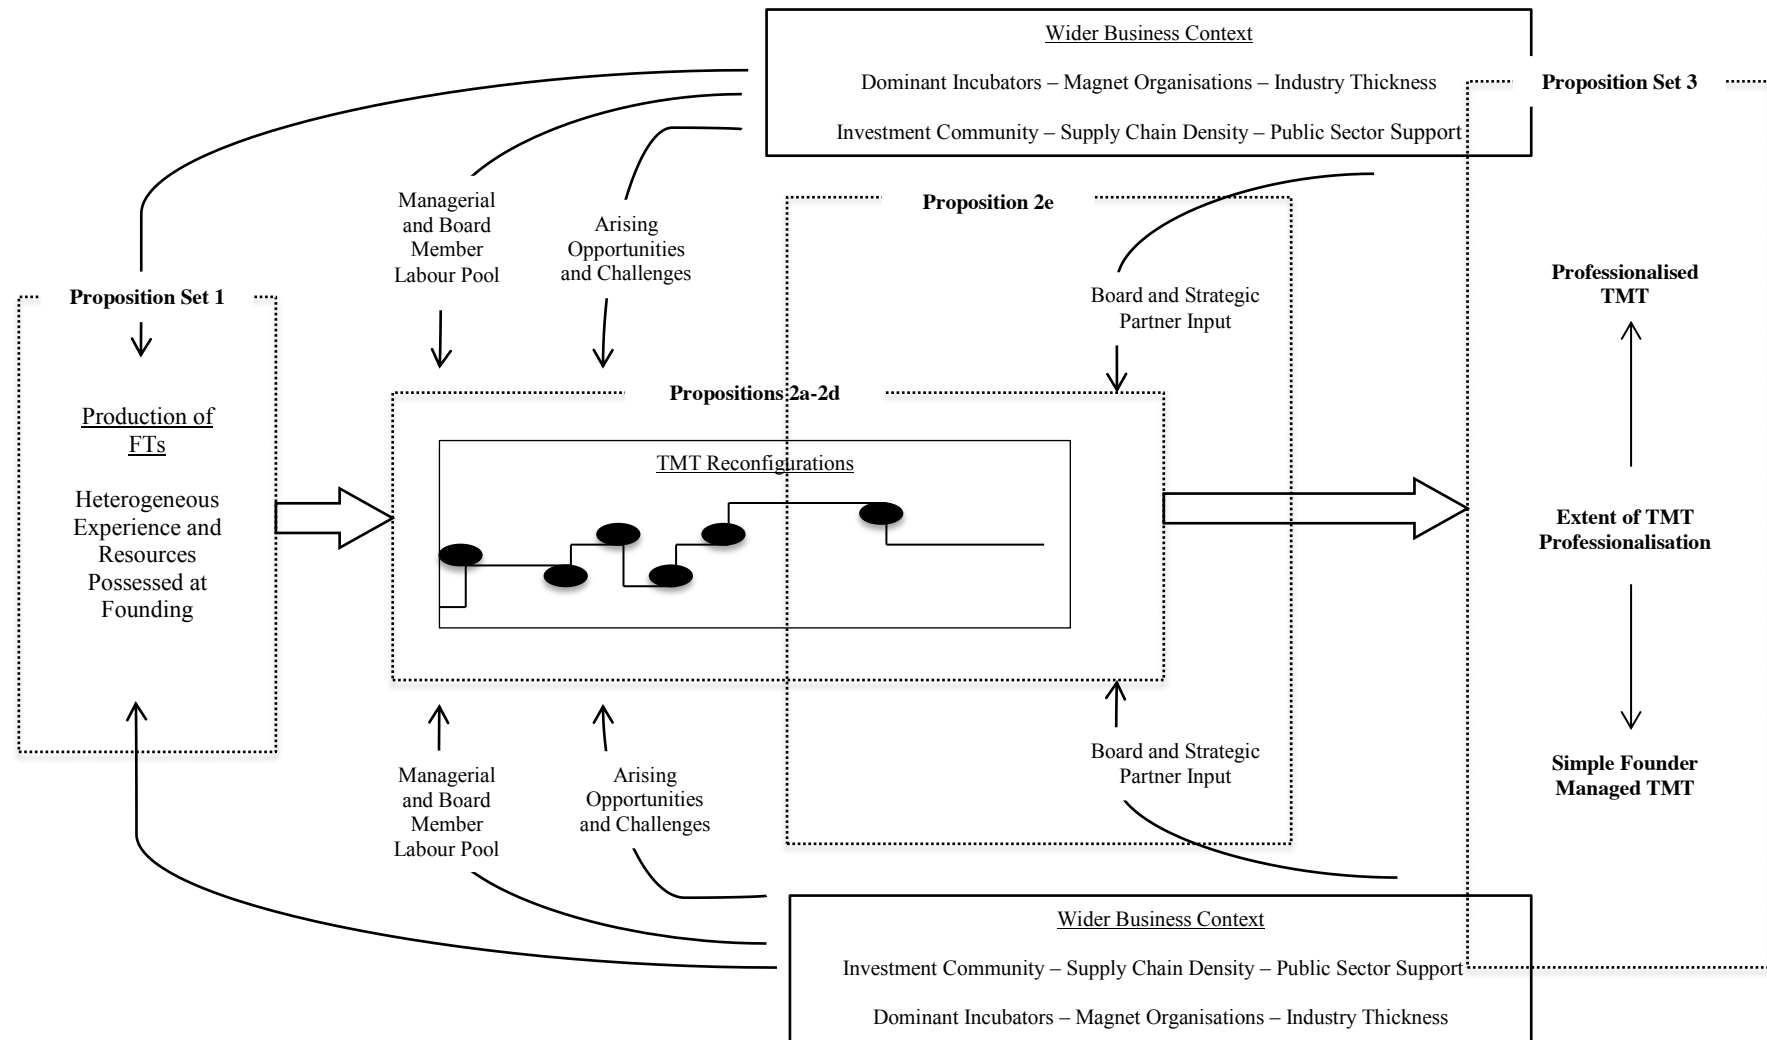 Wider Business Context
Dominant Incubators – Magnet Organisations – Industry Thickness
Investment Community – Supply Chain Density – Public Sector Support
Proposition Set 3
Managerial
and Board
Member
Labour Pool
Arising
Opportunities
and Challenges
Proposition 2e
Board and Strategic
Partner Input
Proposition Set 1
Production of
FTs
Heterogeneous
Experience and
Resources
Possessed at
Founding
Propositions 2a-2d
TMT Reconfigurations
Professionalised
TMT
Extent of TMT
Professionalisation
Simple Founder
Managed TMT
Managerial
and Board
Member
Labour Pool
Arising
Opportunities
and Challenges
Board and Strategic
Partner Input
Wider Business Context
Investment Community – Supply Chain Density – Public Sector Support
Dominant Incubators – Magnet Organisations – Industry Thickness